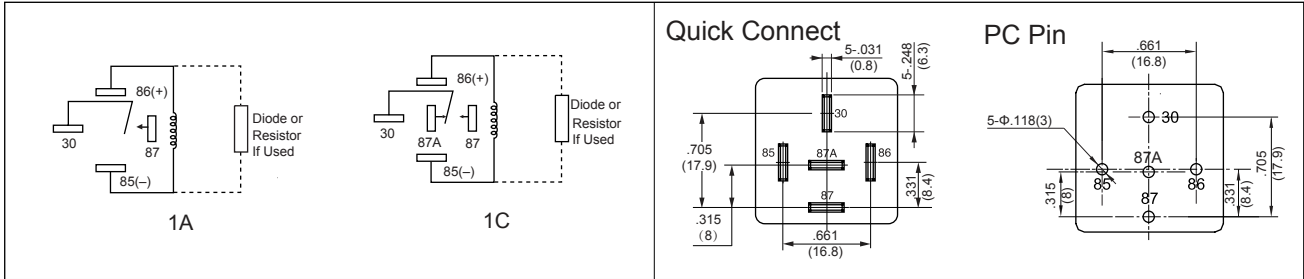 86(+)
30
87
85(–)
Diode or
Resistor
If Used
1A
86(+)
30
87A
87
85(–)
Diode or
Resistor
If Used
1C
Quick Connect
5-.031
(0.8)
5-.248
(6.3)
30
85
87A
86
87
.705
(17.9)
.315
(8)
.331
(8.4)
.661
(16.8)
PC Pin
.661
(16.8)
5-Φ.118(3)
30
87A
85
86
87
.315
(8)
.331
(8.4)
.705
(17.9)